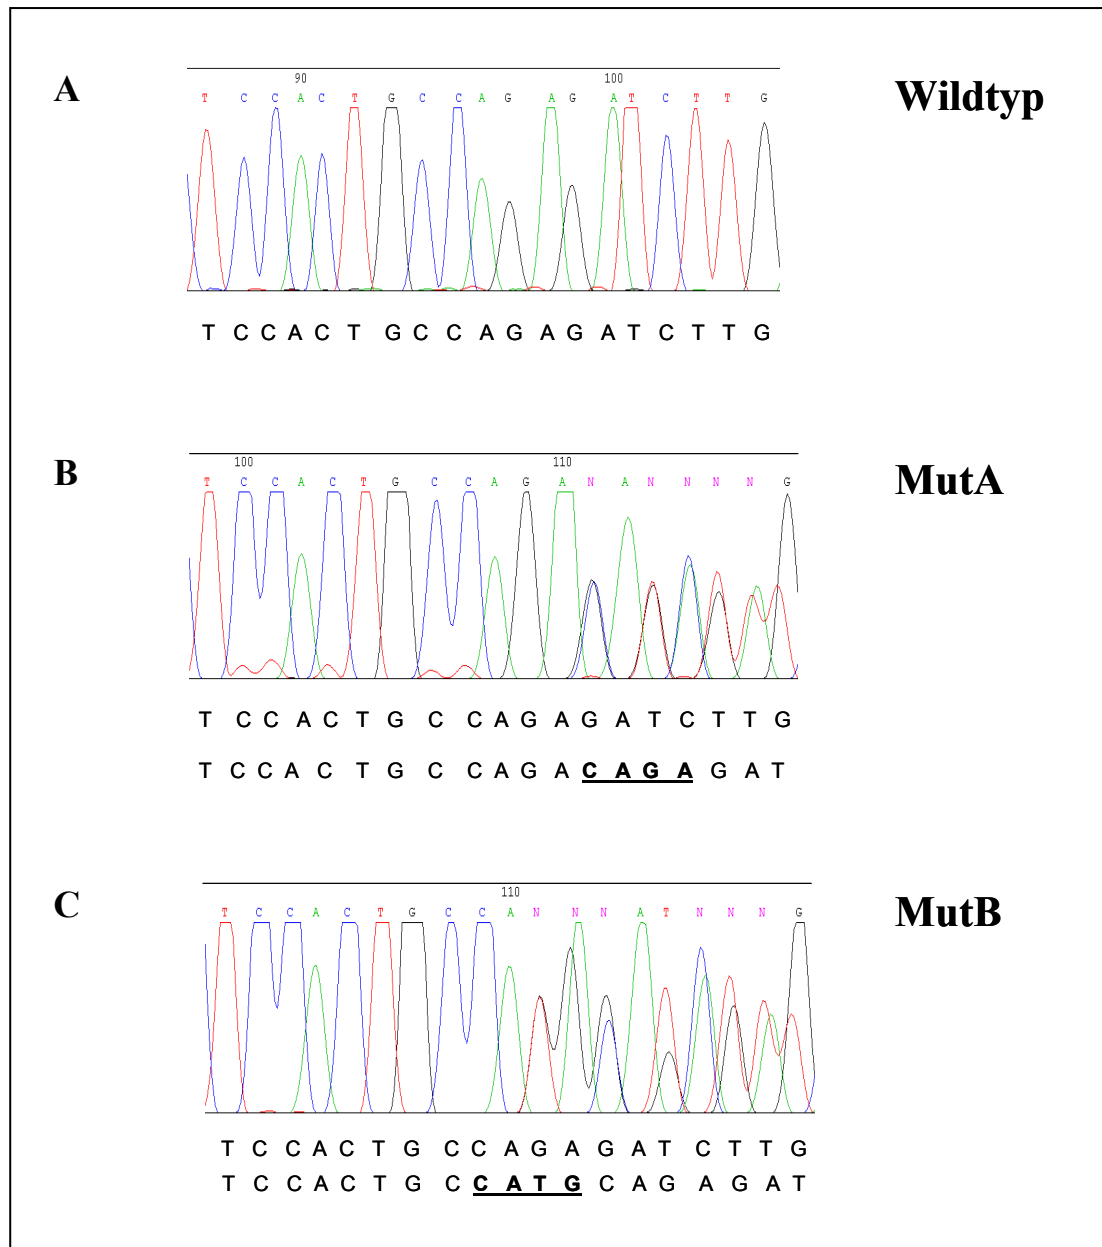 A
Wildtyp
90 100
T C C A C T G C C A G A G A T C T T G
T C C A C T G C C A G A G A T C T T G
B
MutA
100 110
T C C A C T G C C A G A N A N N N G
T C C A C T G C C A G A G A T C T T G
T C C A C T G C C A G A C A G A G A T
C
MutB
110
T C C A C T G C C A N N N A T N N N G
T C C A C T G C C A G A G A T C T T G
T C C A C T G C C A T G C A G A G A T